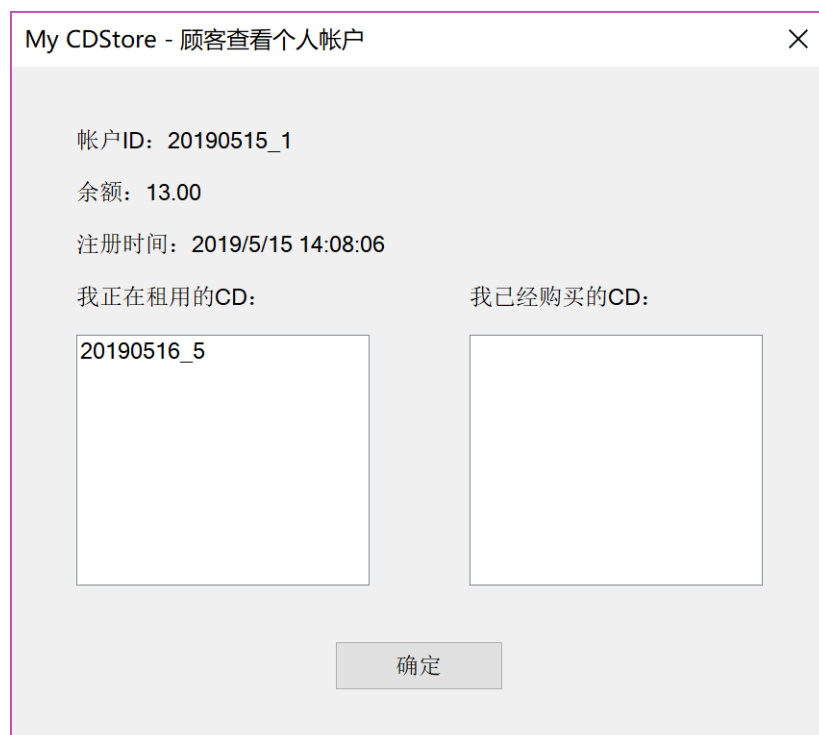 My CDStore - 顾客查看个人帐户
帐户ID：20190515_1
余额：13.00
注册时间：2019/5/15 14:08:06
我正在租用的CD：
我已经购买的CD：
20190516_5
确定